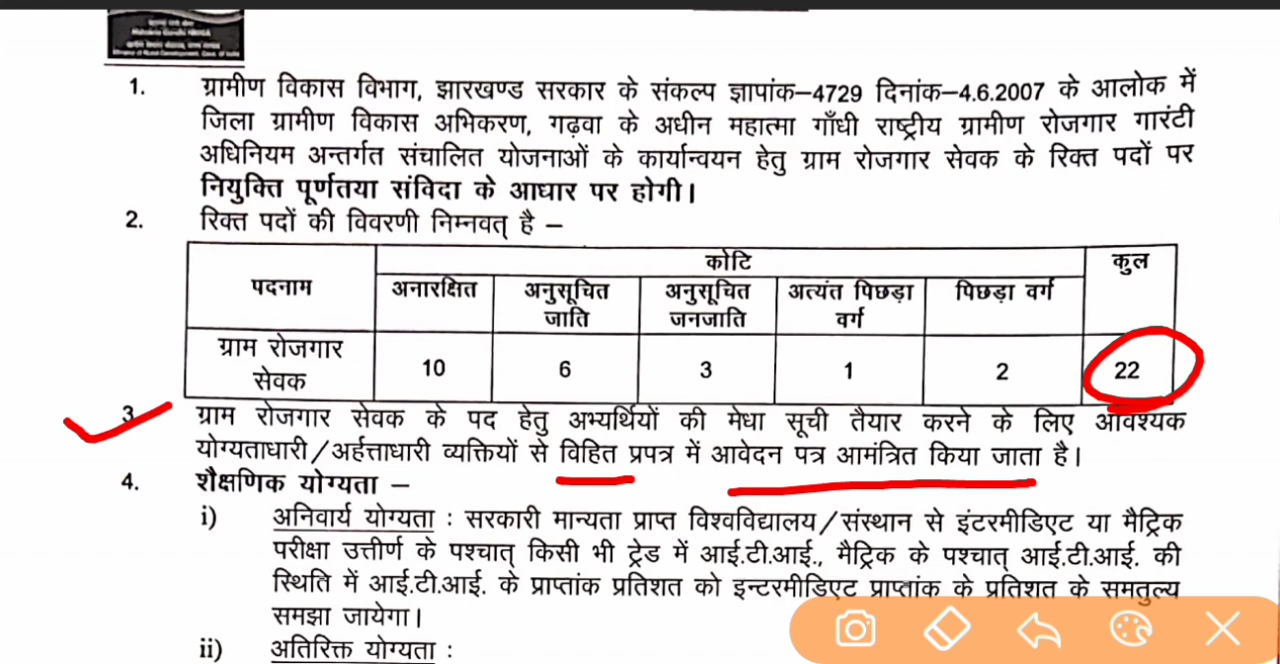 Mahatma Gandhi NREGA
1. ग्रामीण विकास विभाग, झारखण्ड सरकार के संकल्प ज्ञापांक–4729 दिनांक–4.6.2007 के आलोक में
जिला ग्रामीण विकास अभिकरण, गढ़वा के अधीन महात्मा गाँधी राष्ट्रीय ग्रामीण रोजगार गारंटी
अधिनियम अन्तर्गत संचालित योजनाओं के कार्यान्वयन हेतु ग्राम रोजगार सेवक के रिक्त पदों पर
नियुक्ति पूर्णतया संविदा के आधार पर होगी।
2. रिक्त पदों की विवरणी निम्नवत् है –
पदनाम कोटि कुल
अनारक्षित अनुसूचित जाति अनुसूचित जनजाति अत्यंत पिछड़ा वर्ग पिछड़ा वर्ग
ग्राम रोजगार सेवक 10 6 3 1 2 22
3. ग्राम रोजगार सेवक के पद हेतु अभ्यर्थियों की मेधा सूची तैयार करने के लिए आवश्यक
योग्यताधारी/अर्हत्ताधारी व्यक्तियों से विहित प्रपत्र में आवेदन पत्र आमंत्रित किया जाता है।
4. शैक्षणिक योग्यता –
i) अनिवार्य योग्यता : सरकारी मान्यता प्राप्त विश्वविद्यालय/संस्थान से इंटरमीडिएट या मैट्रिक
परीक्षा उत्तीर्ण के पश्चात् किसी भी ट्रेड में आई.टी.आई., मैट्रिक के पश्चात् आई.टी.आई. की
स्थिति में आई.टी.आई. के प्राप्तांक प्रतिशत को इन्टरमीडिएट प्राप्तांक के प्रतिशत के समतुल्य
समझा जायेगा।
ii) अतिरिक्त योग्यता :